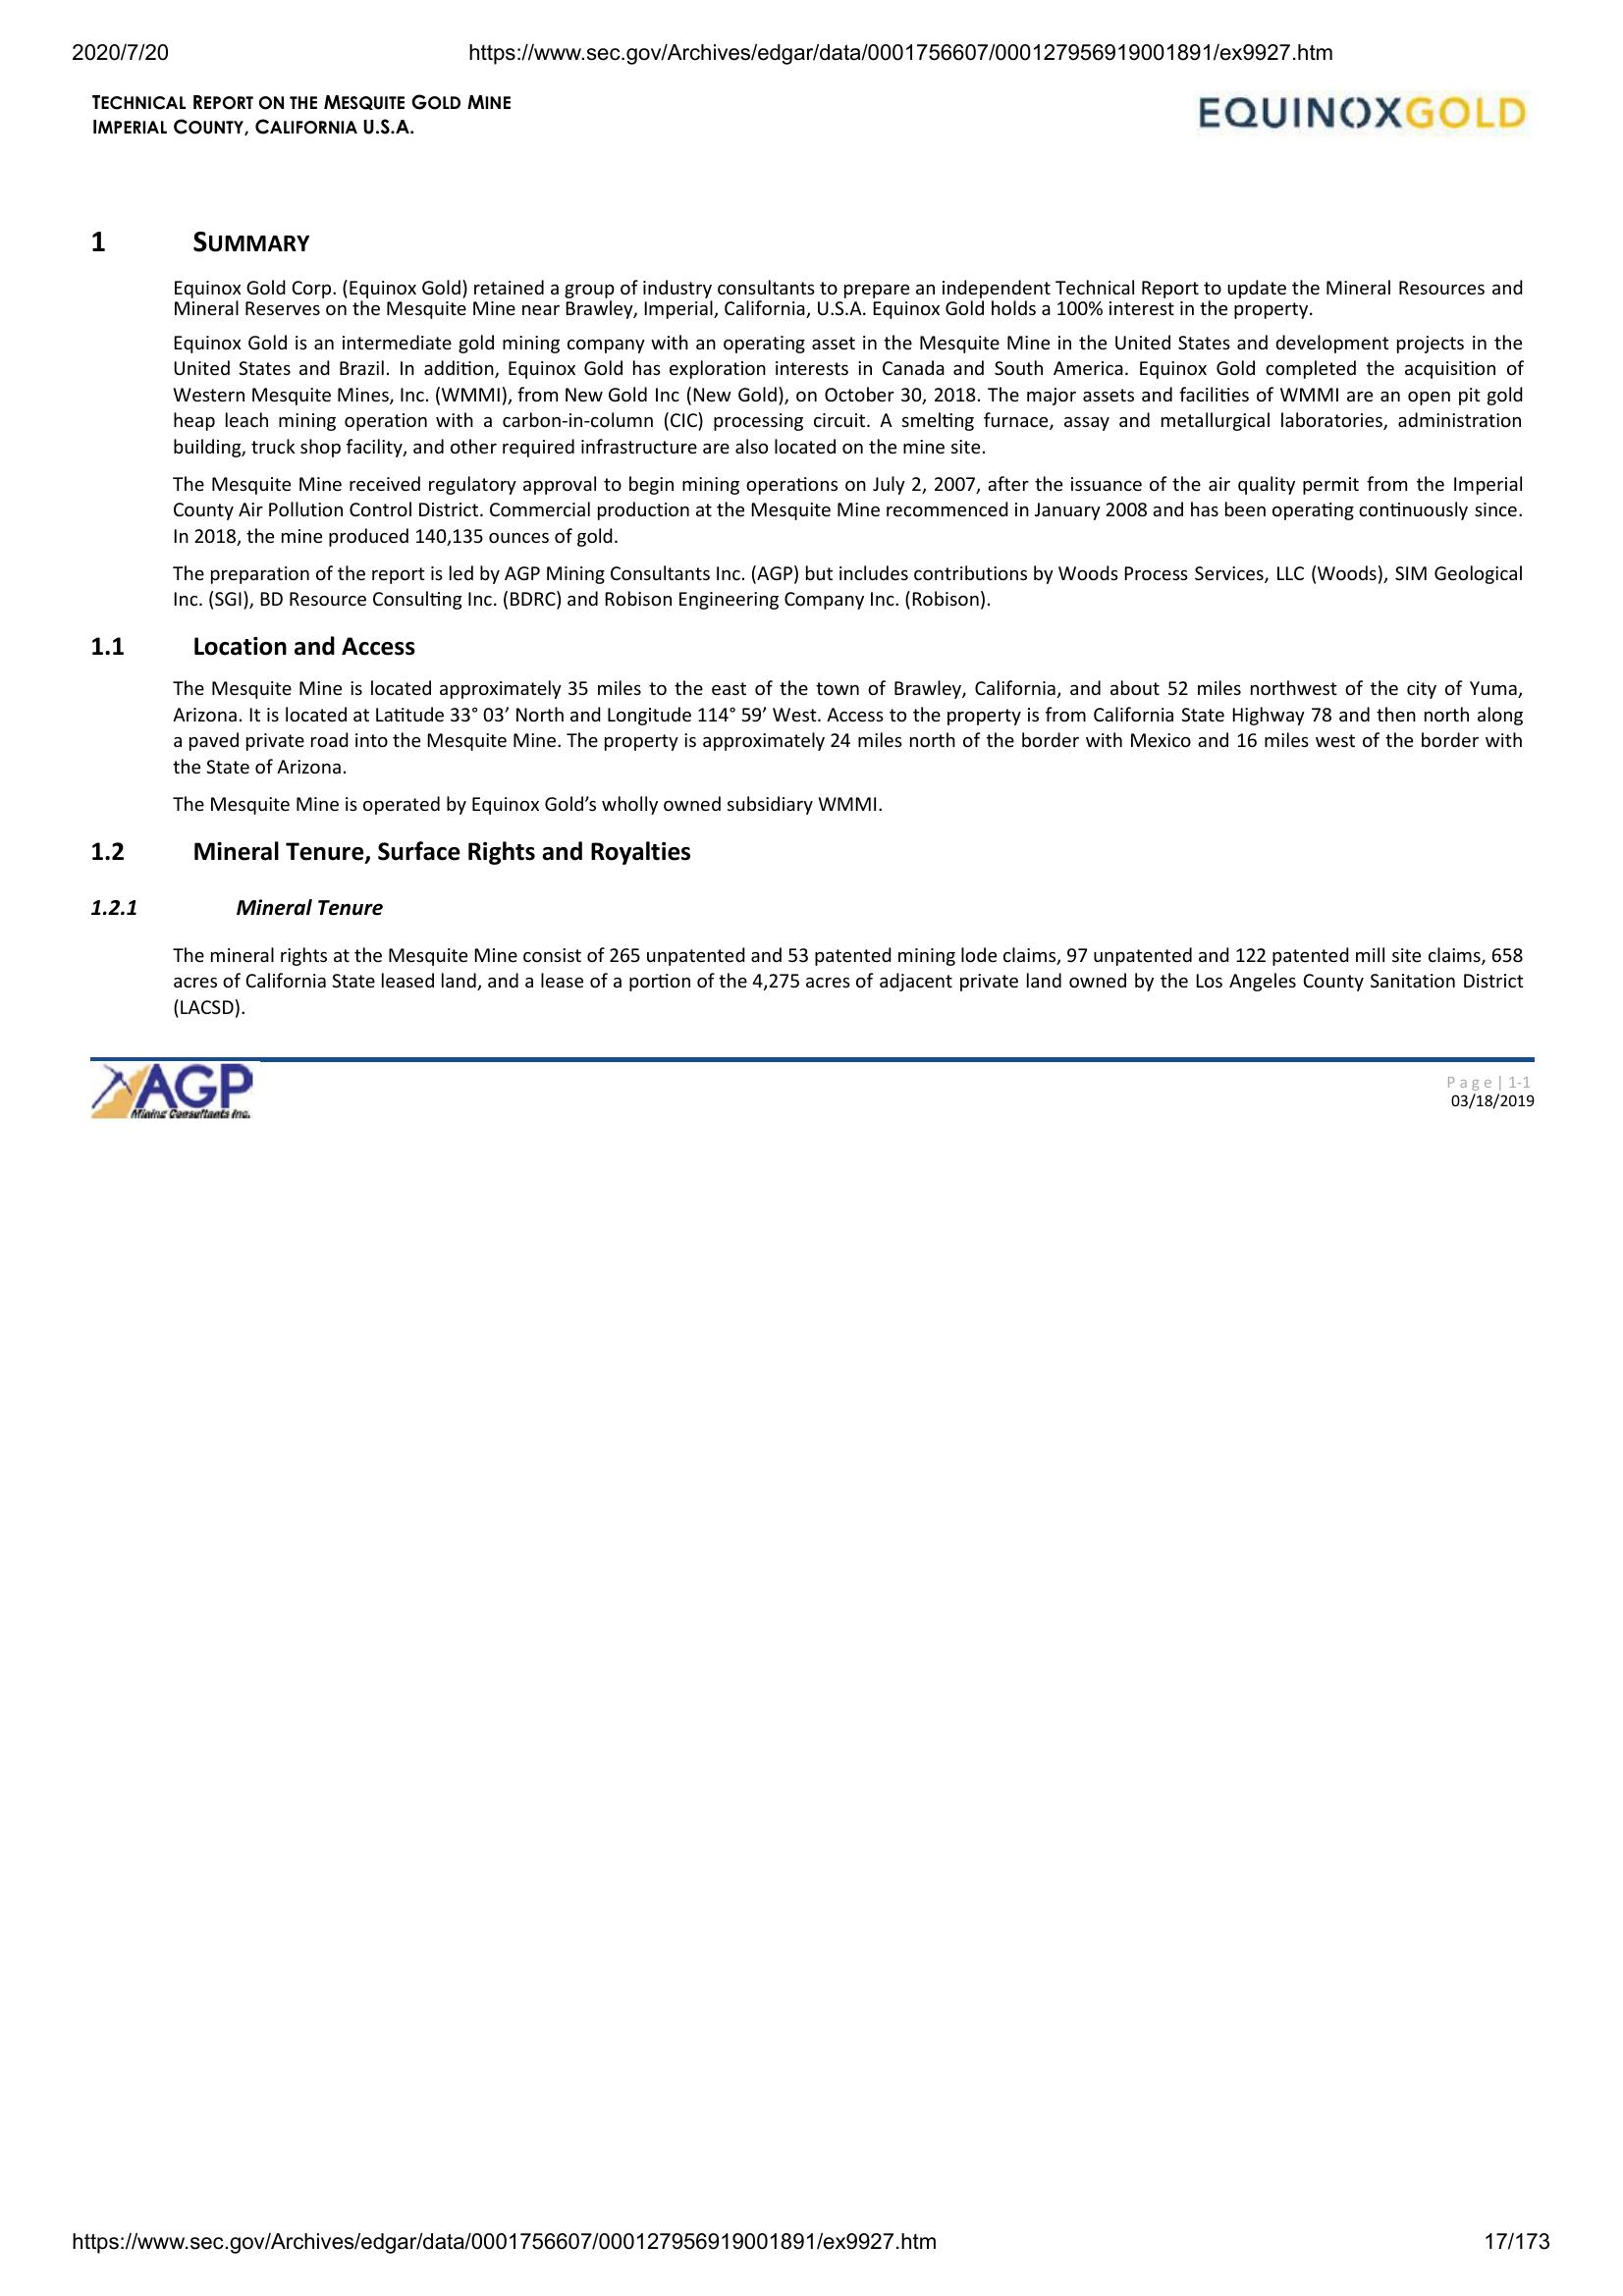 2020/7/20
https://www.sec.gov/Archives/edgar/data/0001756607/000127956919001891/ex9927.htm
TECHNICAL REPORT ON THE MESQUITE GOLD MINE
IMPERIAL COUNTY, CALIFORNIA U.S.A.
EQUINOXGOLD
1 SUMMARY
Equinox Gold Corp. (Equinox Gold) retained a group of industry consultants to prepare an independent Technical Report to update the Mineral Resources and
Mineral Reserves on the Mesquite Mine near Brawley, Imperial, California, U.S.A. Equinox Gold holds a 100% interest in the property.
Equinox Gold is an intermediate gold mining company with an operating asset in the Mesquite Mine in the United States and development projects in the
United States and Brazil. In addition, Equinox Gold has exploration interests in Canada and South America. Equinox Gold completed the acquisition of
Western Mesquite Mines, Inc. (WMMI), from New Gold Inc (New Gold), on October 30, 2018. The major assets and facilities of WMMI are an open pit gold
heap leach mining operation with a carbon-in-column (CIC) processing circuit. A smelting furnace, assay and metallurgical laboratories, administration
building, truck shop facility, and other required infrastructure are also located on the mine site.
The Mesquite Mine received regulatory approval to begin mining operations on July 2, 2007, after the issuance of the air quality permit from the Imperial
County Air Pollution Control District. Commercial production at the Mesquite Mine recommenced in January 2008 and has been operating continuously since.
In 2018, the mine produced 140,135 ounces of gold.
The preparation of the report is led by AGP Mining Consultants Inc. (AGP) but includes contributions by Woods Process Services, LLC (Woods), SIM Geological
Inc. (SGI), BD Resource Consulting Inc. (BDRC) and Robison Engineering Company Inc. (Robison).
1.1 Location and Access
The Mesquite Mine is located approximately 35 miles to the east of the town of Brawley, California, and about 52 miles northwest of the city of Yuma,
Arizona. It is located at Latitude 33° 03’ North and Longitude 114° 59’ West. Access to the property is from California State Highway 78 and then north along
a paved private road into the Mesquite Mine. The property is approximately 24 miles north of the border with Mexico and 16 miles west of the border with
the State of Arizona.
The Mesquite Mine is operated by Equinox Gold’s wholly owned subsidiary WMMI.
1.2 Mineral Tenure, Surface Rights and Royalties
1.2.1 Mineral Tenure
The mineral rights at the Mesquite Mine consist of 265 unpatented and 53 patented mining lode claims, 97 unpatented and 122 patented mill site claims, 658
acres of California State leased land, and a lease of a portion of the 4,275 acres of adjacent private land owned by the Los Angeles County Sanitation District
(LACSD).
AGP
Mining Consultants Inc.
Page | 1-1
03/18/2019
https://www.sec.gov/Archives/edgar/data/0001756607/000127956919001891/ex9927.htm
17/173